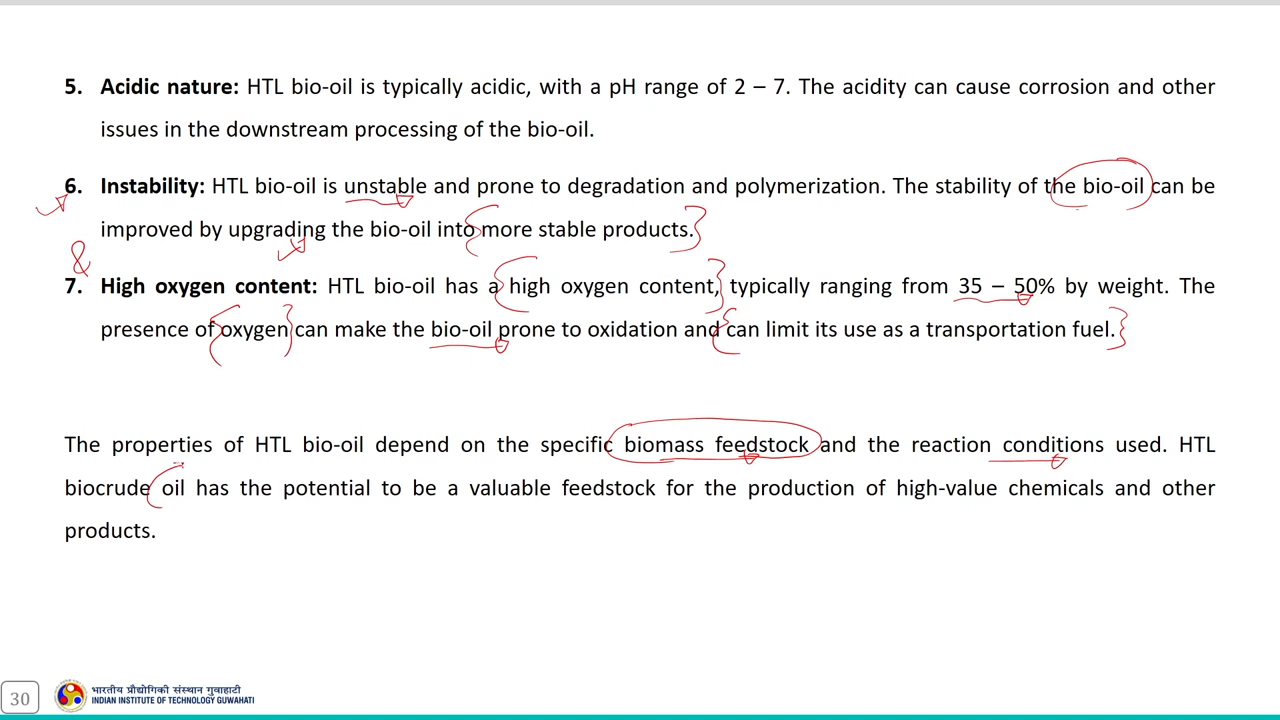 5. Acidic nature: HTL bio-oil is typically acidic, with a pH range of 2 – 7. The acidity can cause corrosion and other
issues in the downstream processing of the bio-oil.
6. Instability: HTL bio-oil is unstable and prone to degradation and polymerization. The stability of the bio-oil can be
improved by upgrading the bio-oil into more stable products.
&
7. High oxygen content: HTL bio-oil has a high oxygen content, typically ranging from 35 – 50% by weight. The
presence of oxygen can make the bio-oil prone to oxidation and can limit its use as a transportation fuel.
The properties of HTL bio-oil depend on the specific biomass feedstock and the reaction conditions used. HTL
biocrude oil has the potential to be a valuable feedstock for the production of high-value chemicals and other
products.
30
भारतीय प्रौद्योगिकी संस्थान गुवाहाटी
INDIAN INSTITUTE OF TECHNOLOGY GUWAHATI